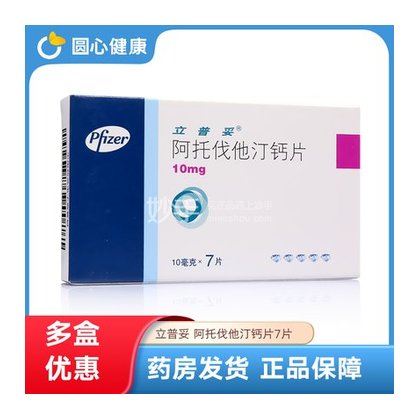 圆心健康
Pfizer
立普妥®
阿托伐他汀钙片
10mg
10毫克×7片
立普妥 阿托伐他汀钙片7片
多盒
优惠
药房发货 正品保障